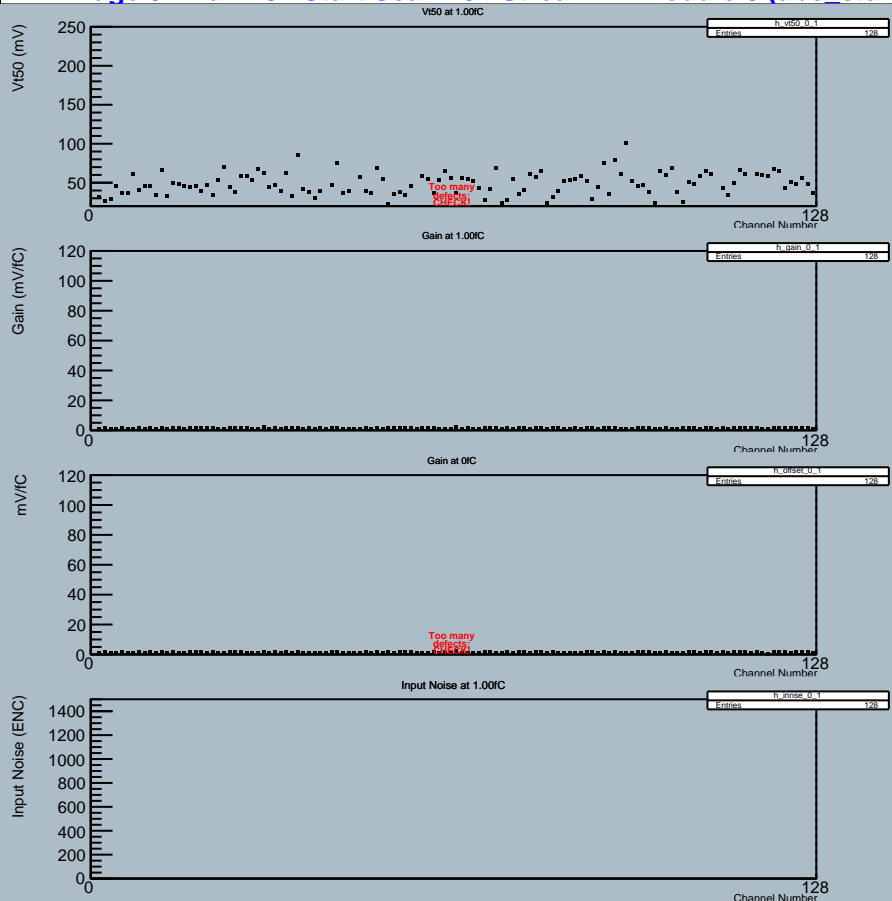 Vt50 at 1.00fC
h_vt50_0_1
Entries 128
Vt50 (mV)
250
200
150
100
50
Too many
defects:
CHECK!
0
128
Channel Number
Gain at 1.00fC
h_gain_0_1
Entries 128
Gain (mV/fC)
120
100
80
60
40
20
0
0
128
Channel Number
Gain at 0fC
h_offset_0_1
Entries 128
mV/fC
120
100
80
60
40
20
0
Too many
defects:
CHECK!
0
128
Channel Number
Input Noise at 1.00fC
h_innse_0_1
Entries 128
Input Noise (ENC)
1400
1200
1000
800
600
400
200
0
0
128
Channel Number